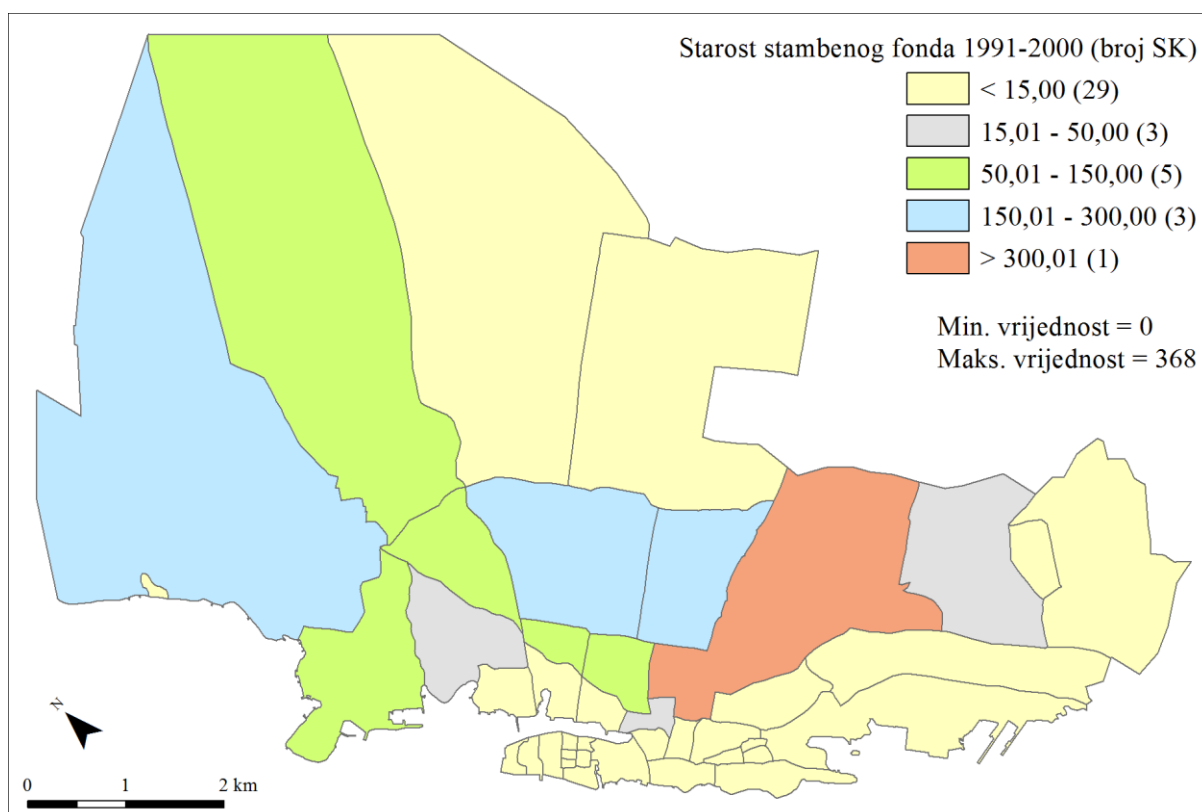 Starost stambenog fonda 1991-2000 (broj SK)
< 15,00 (29)
15,01 - 50,00 (3)
50,01 - 150,00 (5)
150,01 - 300,00 (3)
> 300,01 (1)
Min. vrijednost = 0
Maks. vrijednost = 368
N
0 1 2 km